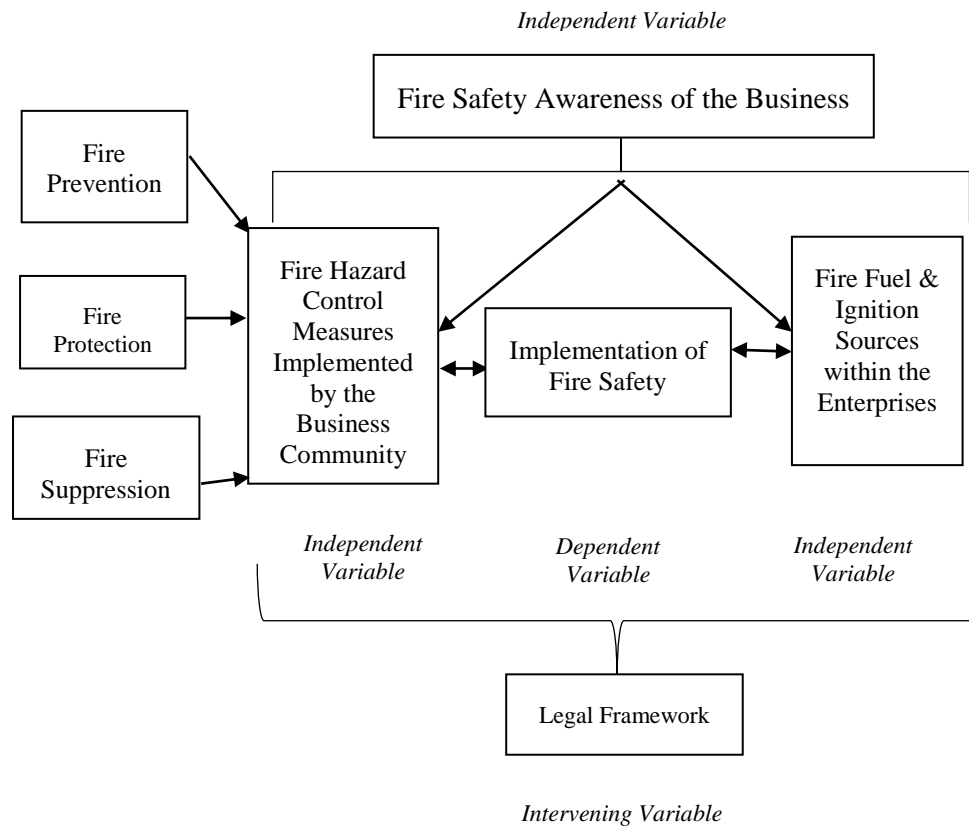 Independent Variable
Fire Safety Awareness of the Business
Fire
Prevention
Fire
Protection
Fire
Suppression
Fire Hazard
Control
Measures
Implemented
by the
Business
Community
Implementation of
Fire Safety
Fire Fuel &
Ignition
Sources
within the
Enterprises
Independent
Variable
Dependent
Variable
Independent
Variable
Legal Framework
Intervening Variable